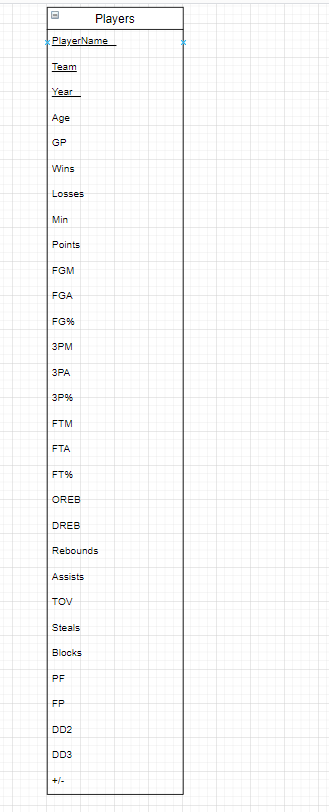 Players
PlayerName
Team
Year
Age
GP
Wins
Losses
Min
Points
FGM
FGA
FG%
3PM
3PA
3P%
FTM
FTA
FT%
OREB
DREB
Rebounds
Assists
TOV
Steals
Blocks
PF
FP
DD2
DD3
+/-